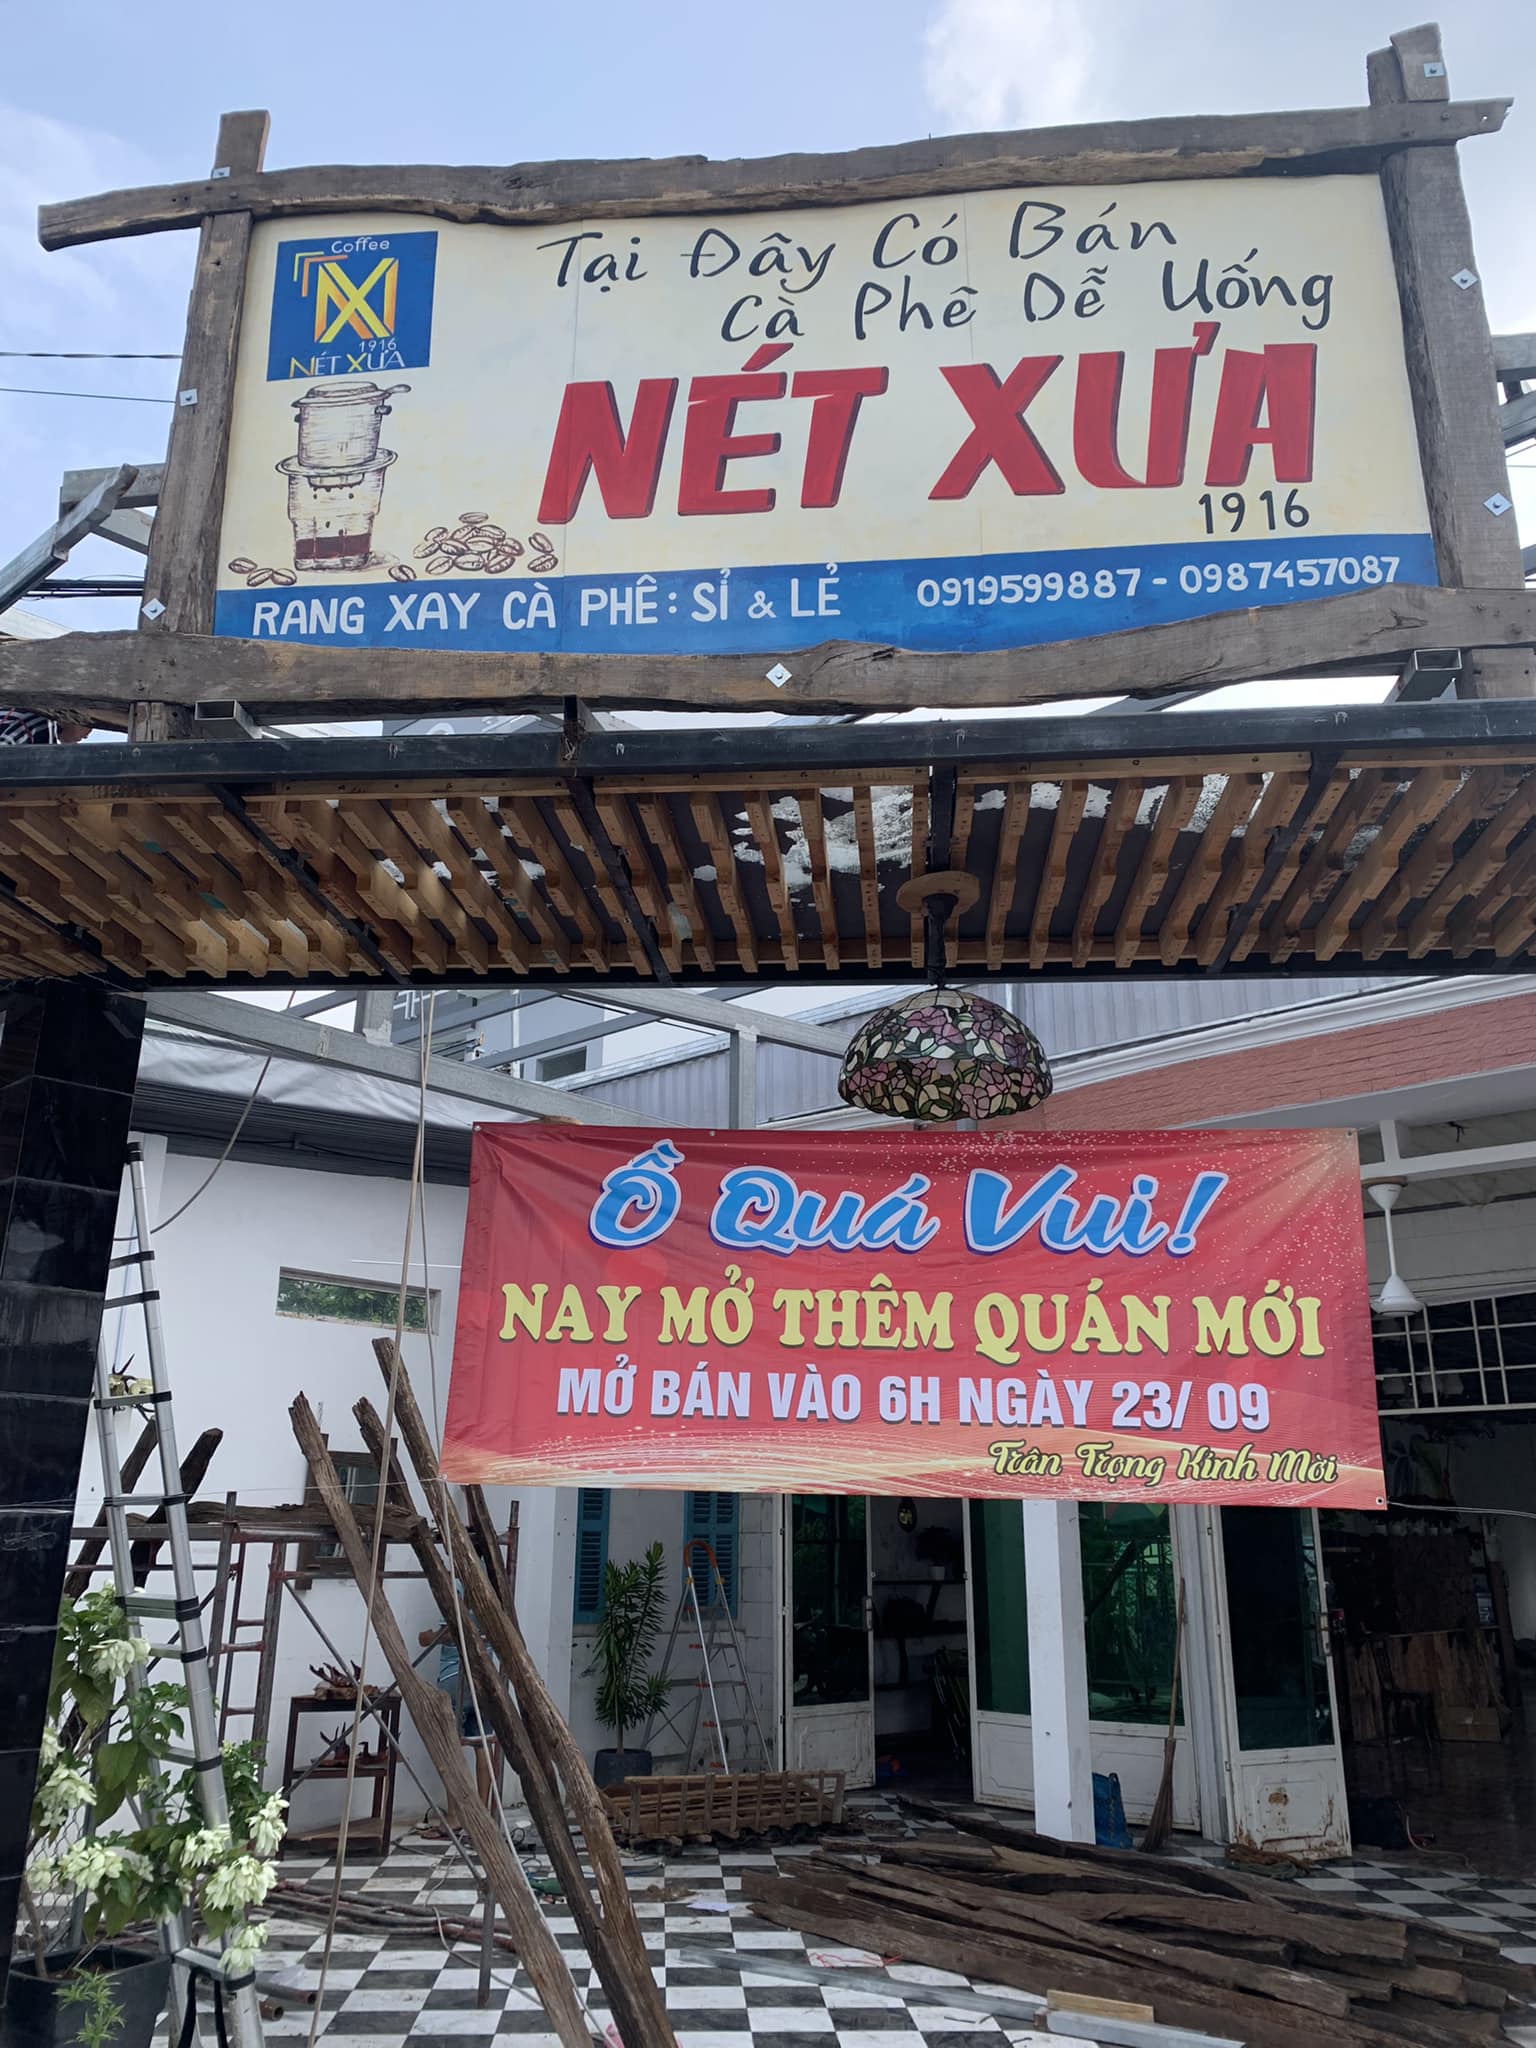 Coffee
1916
NÉT XƯA
Tại Đây Có Bán
Cà Phê Dễ Uống
NÉT XƯA
1916
RANG XAY CÀ PHÊ: SỈ & LẺ 0919599887 - 0987457087
Ồ Quá Vui!
NAY MỞ THÊM QUÁN MỚI
MỞ BÁN VÀO 6H NGÀY 23/ 09
Trân Trọng Kính Mời